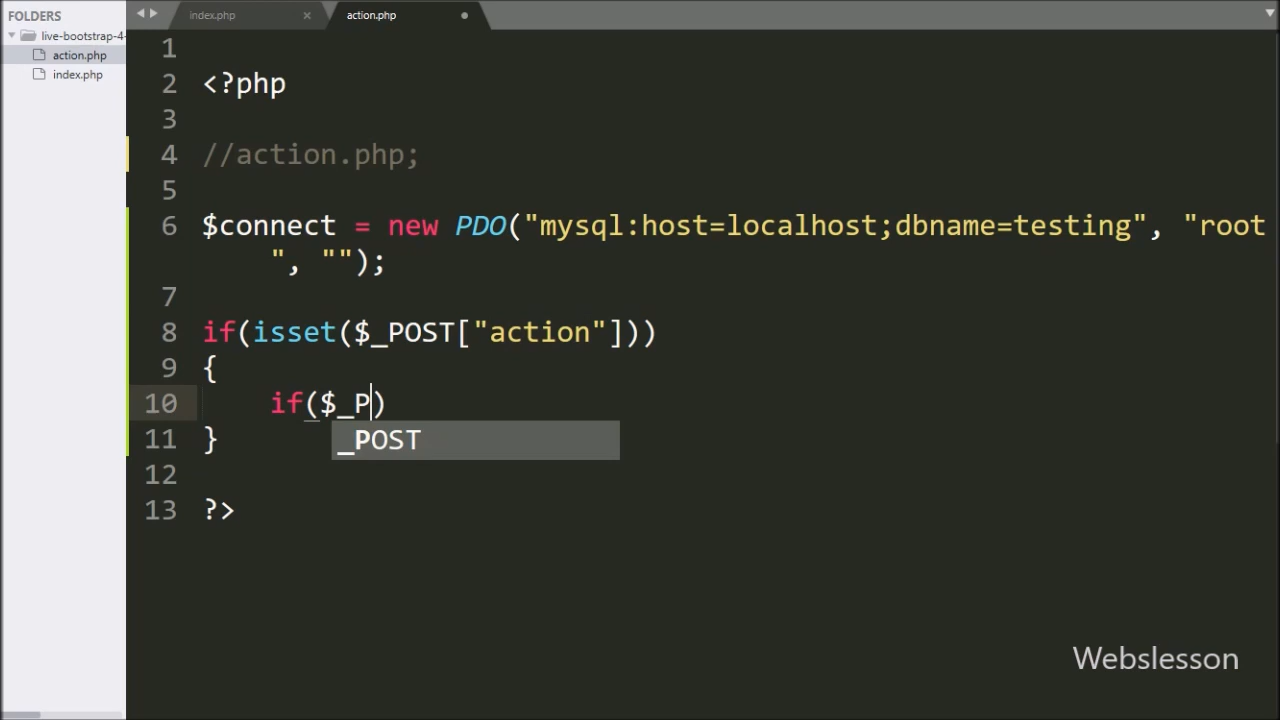 FOLDERS
live-bootstrap-4-
action.php
index.php
index.php × action.php
1
2 <?php
3
4 //action.php;
5
6 $connect = new PDO("mysql:host=localhost;dbname=testing", "root
", "");
7
8 if(isset($_POST["action"]))
9 {
10 if($_P)
_POST
11 }
12
13 ?>
Webslesson